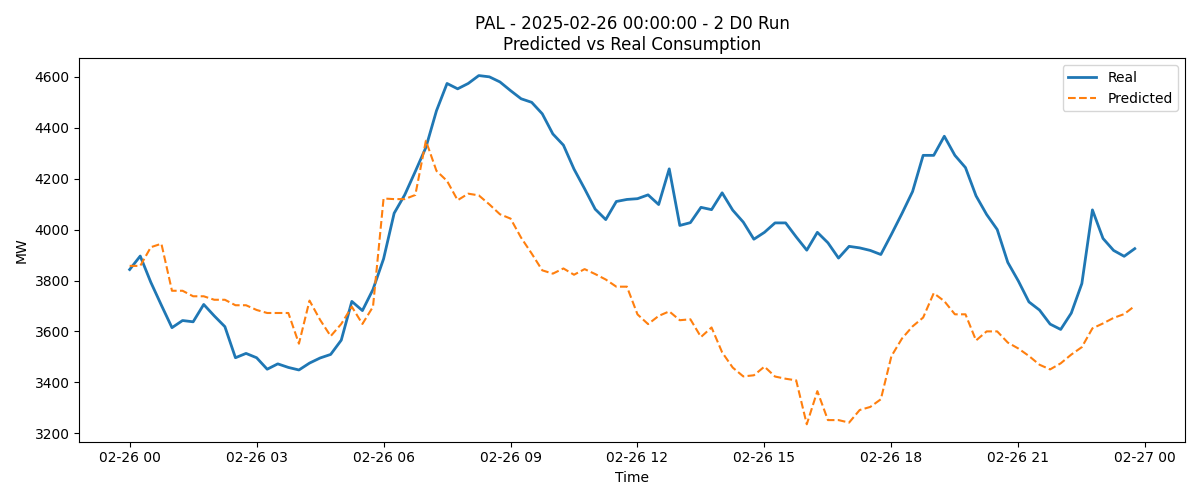 PAL - 2025-02-26 00:00:00 - 2 D0 Run
Predicted vs Real Consumption
Real
Predicted
MW
4600
4400
4200
4000
3800
3600
3400
3200
02-26 00
02-26 03
02-26 06
02-26 09
02-26 12
02-26 15
02-26 18
02-26 21
02-27 00
Time